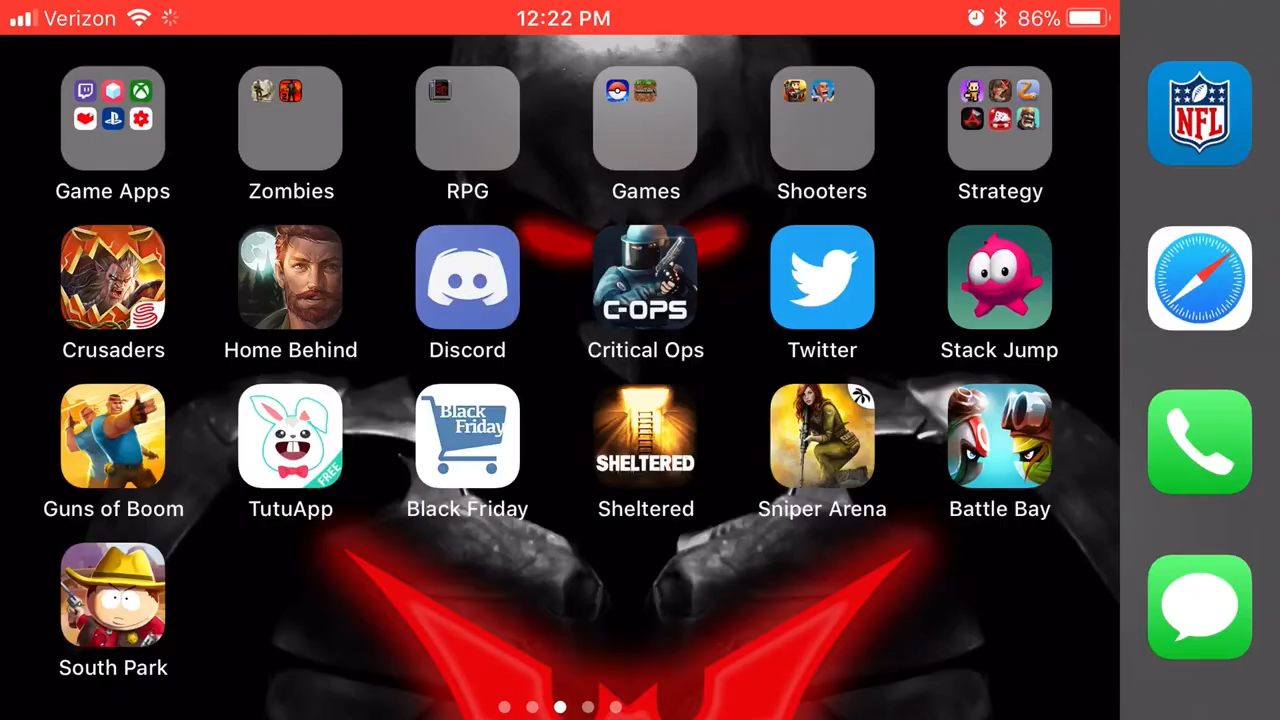 Verizon 12:22 PM 86%
Game Apps Zombies RPG Games Shooters Strategy
C-OPS
Crusaders Home Behind Discord Critical Ops Twitter Stack Jump
Black
Friday
FREE
SHELTERED
Guns of Boom TutuApp Black Friday Sheltered Sniper Arena Battle Bay
South Park
NFL